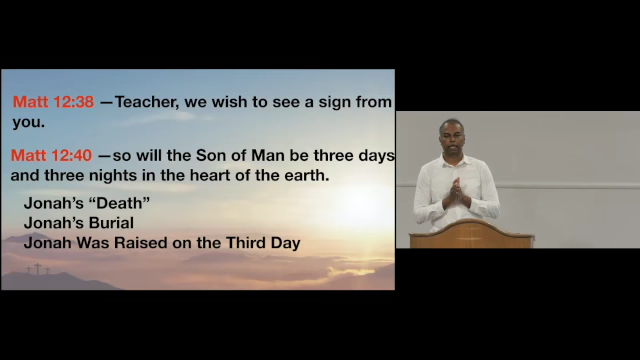 Matt 12:38 —Teacher, we wish to see a sign from
you.
Matt 12:40 —so will the Son of Man be three days
and three nights in the heart of the earth.
Jonah’s “Death”
Jonah’s Burial
Jonah Was Raised on the Third Day